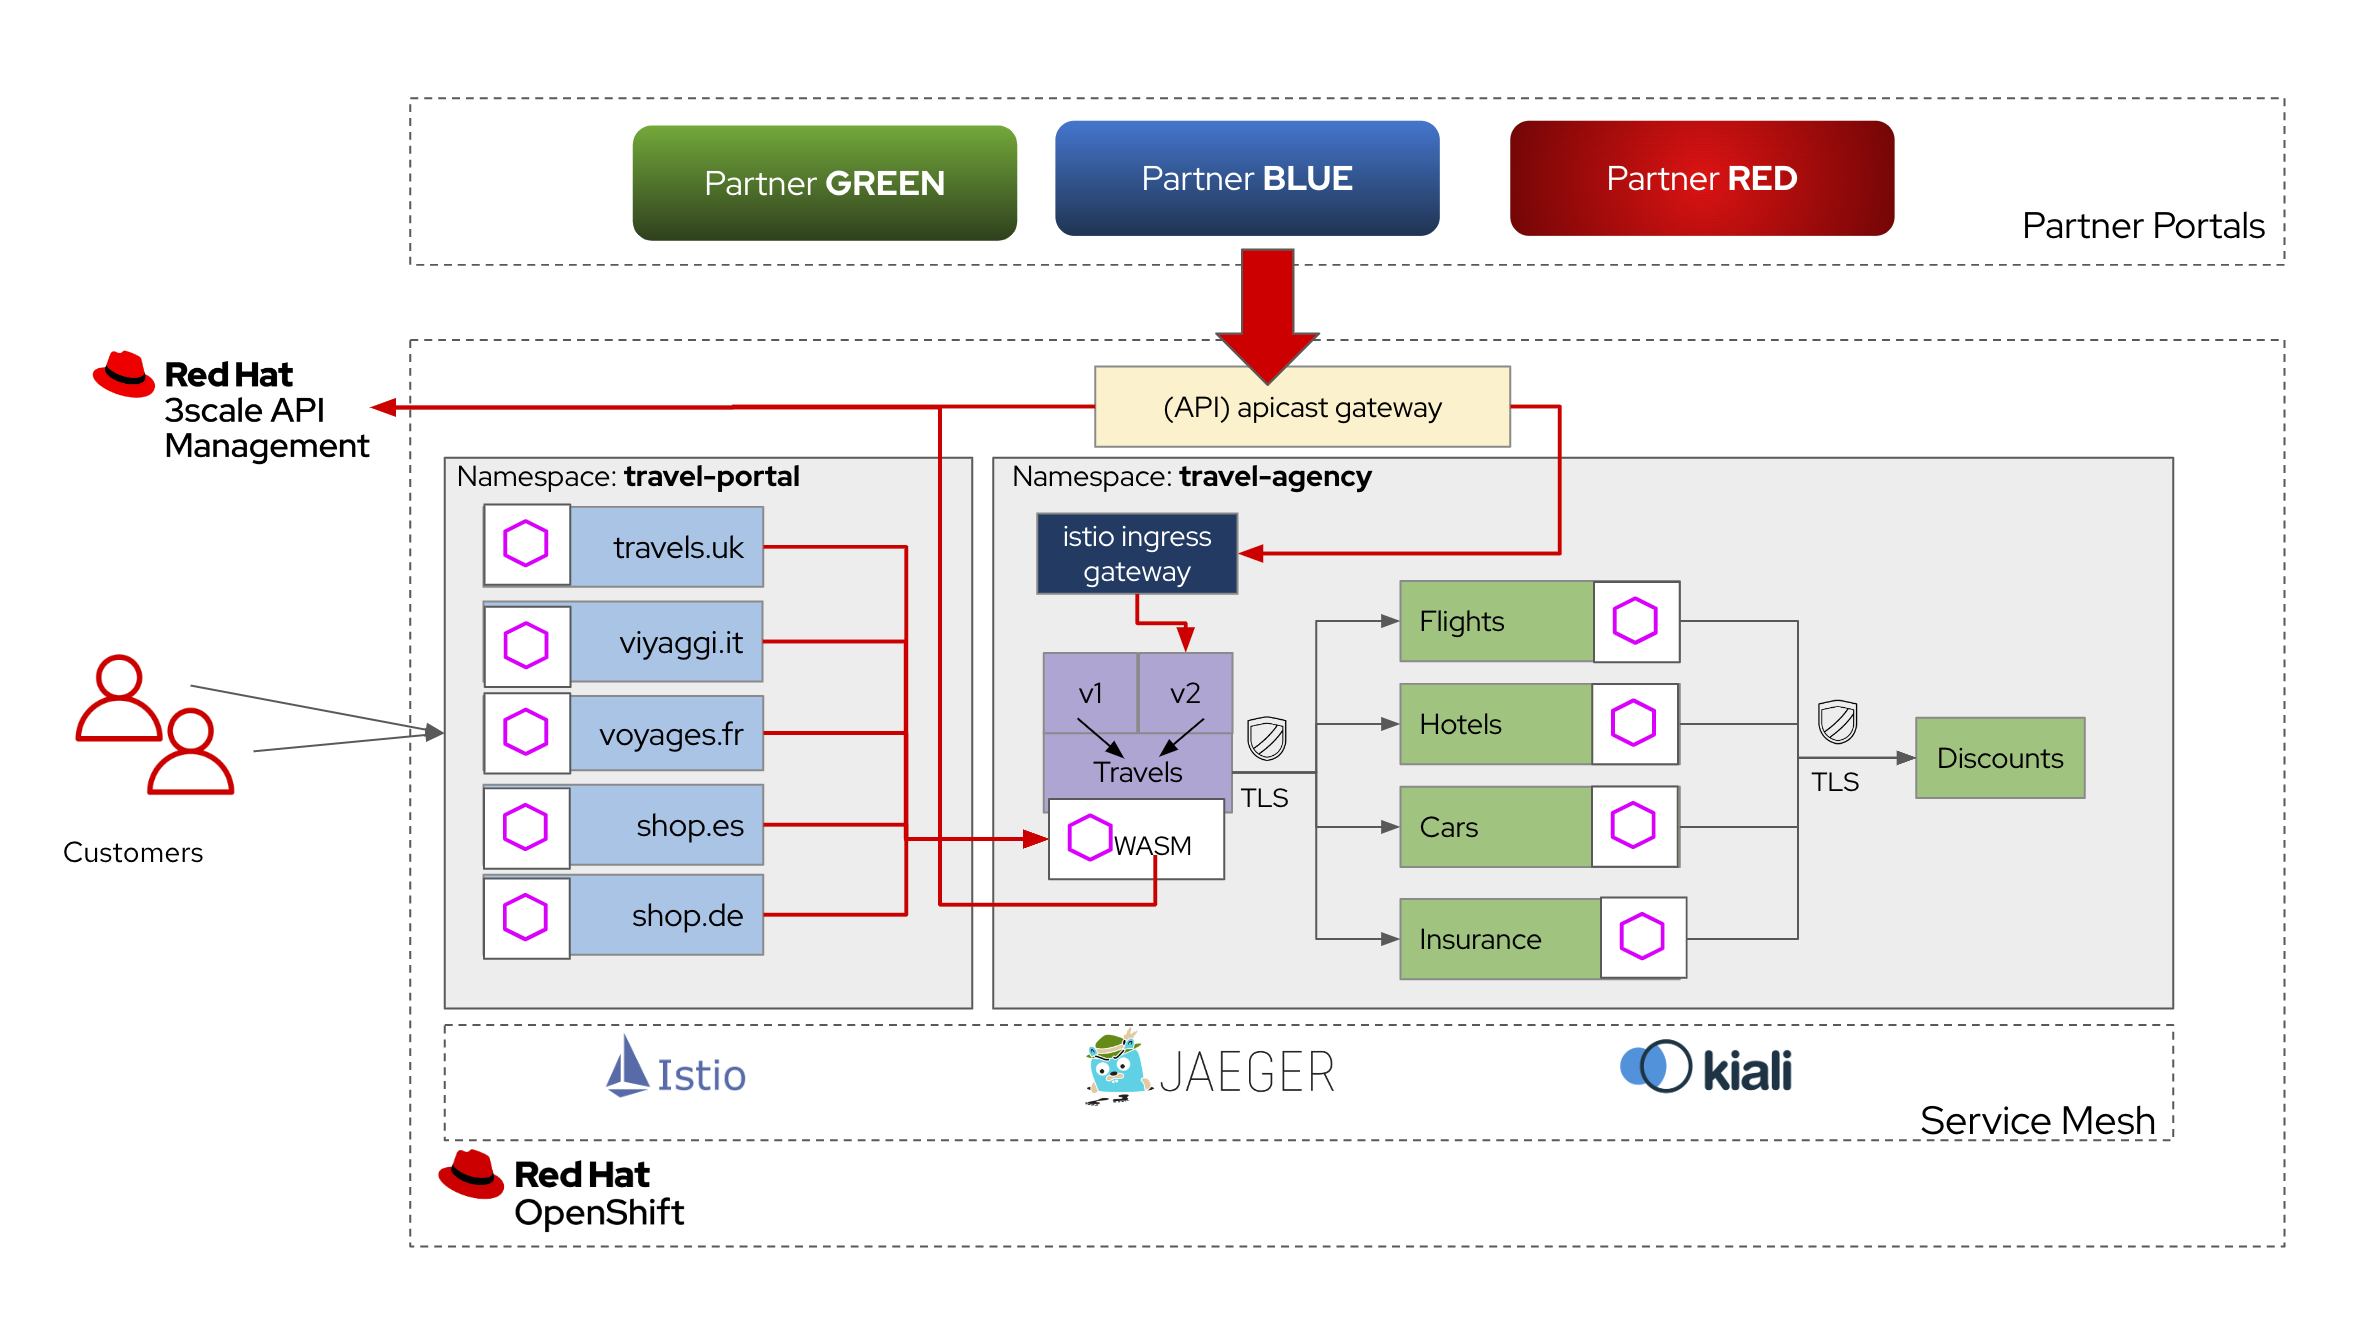 Partner GREEN
Partner BLUE
Partner RED
Partner Portals
Red Hat
3scale API
Management
(API) apicast gateway
Namespace: travel-portal
travels.uk
viyaggi.it
voyages.fr
shop.es
shop.de
Customers
Namespace: travel-agency
istio ingress
gateway
v1
v2
Travels
WASM
TLS
Flights
Hotels
Cars
Insurance
TLS
Discounts
Istio
JAEGER
kiali
Service Mesh
Red Hat
OpenShift